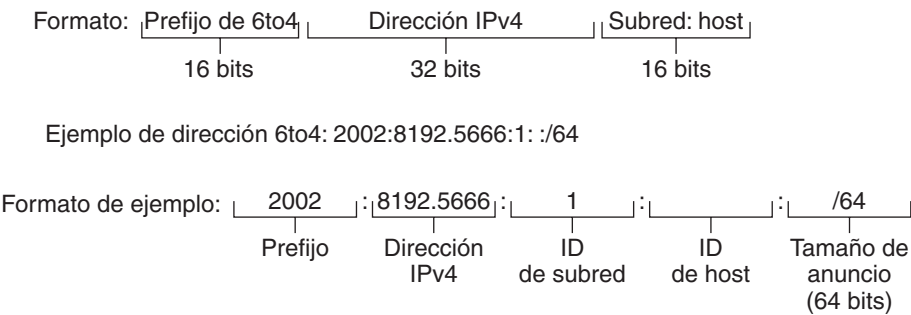 Formato: Prefijo de 6to4 Dirección IPv4 Subred: host
16 bits 32 bits 16 bits
Ejemplo de dirección 6to4: 2002:8192.5666:1: :/64
Formato de ejemplo: 2002 : 8192.5666 : 1 : : /64
Prefijo Dirección IPv4 ID de subred ID de host Tamaño de anuncio (64 bits)